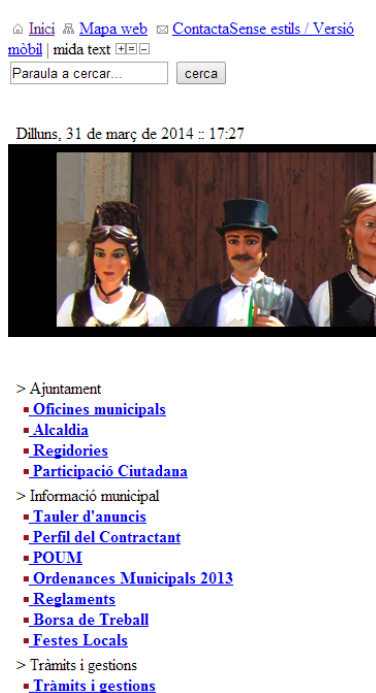 Inici Mapa web ContactaSense estils / Versió
mòbil | mida text
Paraula a cercar... cerca
Dilluns, 31 de març de 2014 :: 17:27
> Ajuntament
Oficines municipals
Alcaldia
Regidories
Participació Ciutadana
> Informació municipal
Tauler d'anuncis
Perfil del Contractant
POUM
Ordenances Municipals 2013
Reglaments
Borsa de Treball
Festes Locals
> Tràmits i gestions
Tràmits i gestions